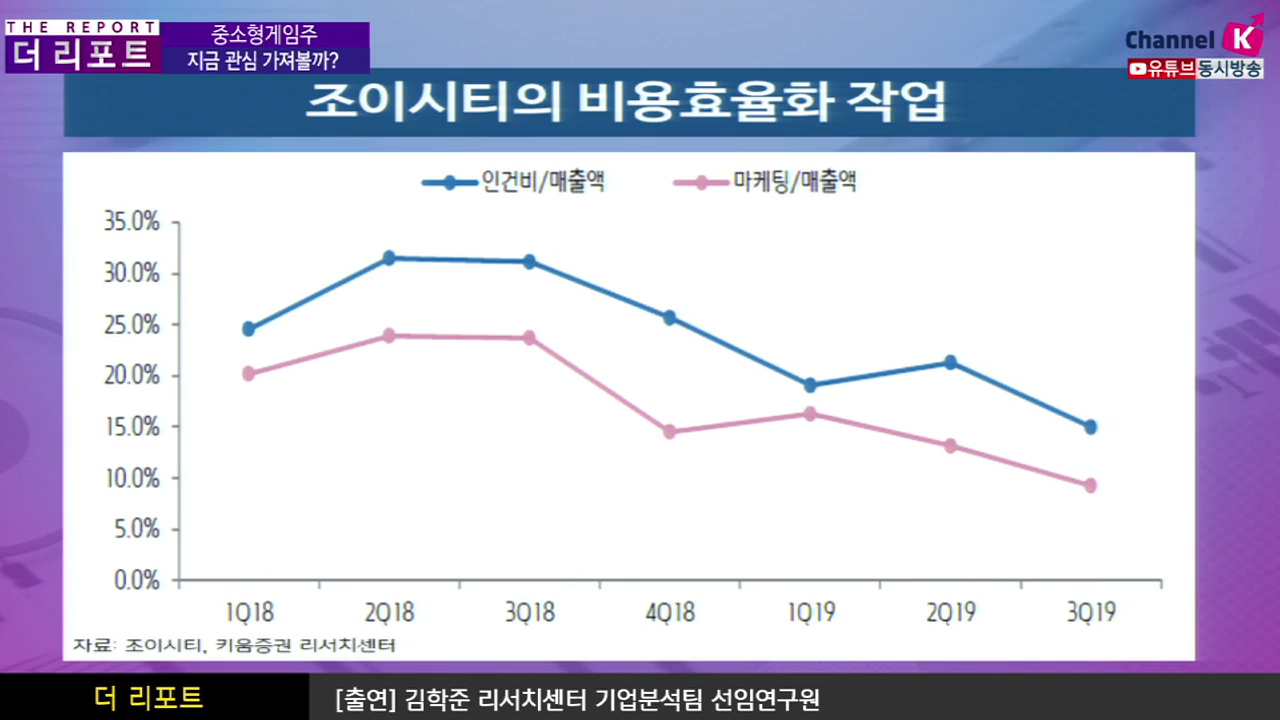 THE REPORT
더 리포트
중소형게임주
지금 관심 가져볼까?
Channel K
유튜브 동시방송
조이시티의 비용효율화 작업
인건비/매출액
마케팅/매출액
35.0%
30.0%
25.0%
20.0%
15.0%
10.0%
5.0%
0.0%
1Q18 2Q18 3Q18 4Q18 1Q19 2Q19 3Q19
자료: 조이시티, 키움증권 리서치센터
더 리포트
[출연] 김학준 리서치센터 기업분석팀 선임연구원